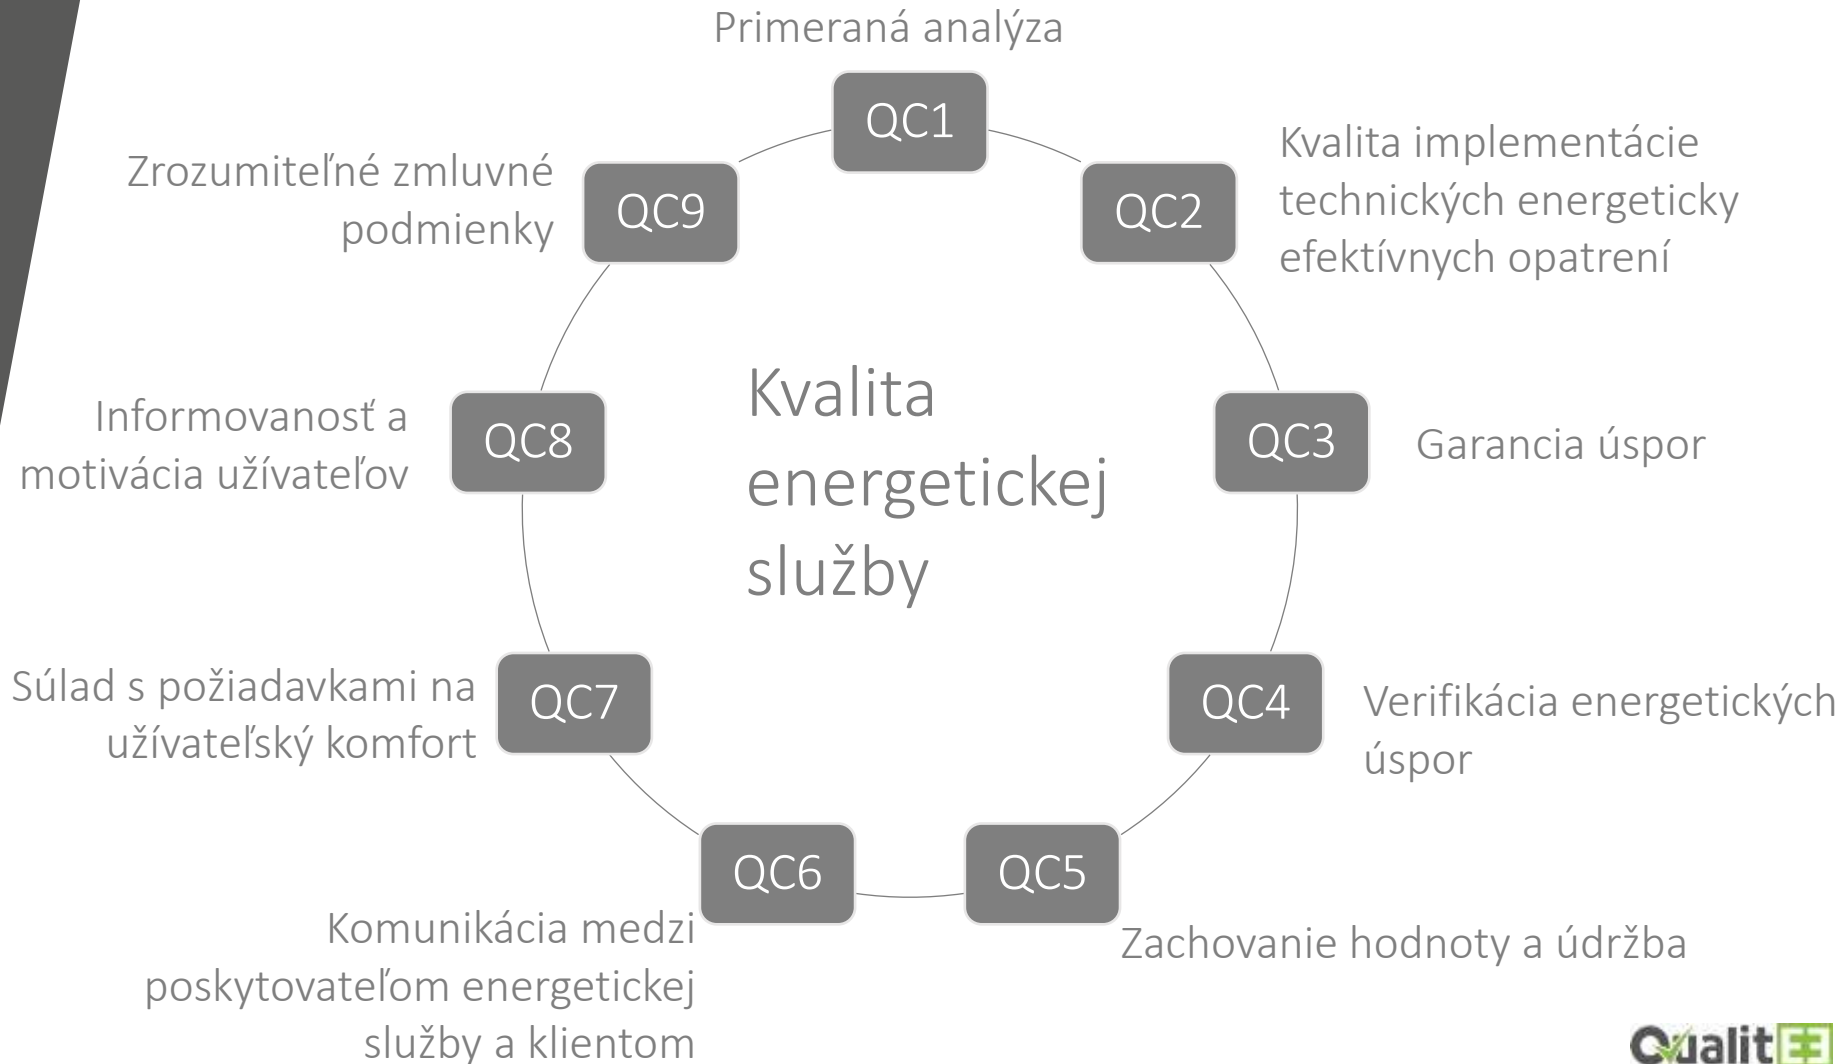 Primeraná analýza
QC1
Kvalita implementácie
technických energeticky
efektívnych opatrení
QC2
QC3
Garancia úspor
QC4
Verifikácia energetických
úspor
QC5
Zachovanie hodnoty a údržba
QC6
Komunikácia medzi
poskytovateľom energetickej
služby a klientom
QC7
Súlad s požiadavkami na
užívateľský komfort
QC8
Informovanosť a
motivácia užívateľov
QC9
Zrozumiteľné zmluvné
podmienky
Kvalita
energetickej
služby
QualitEE